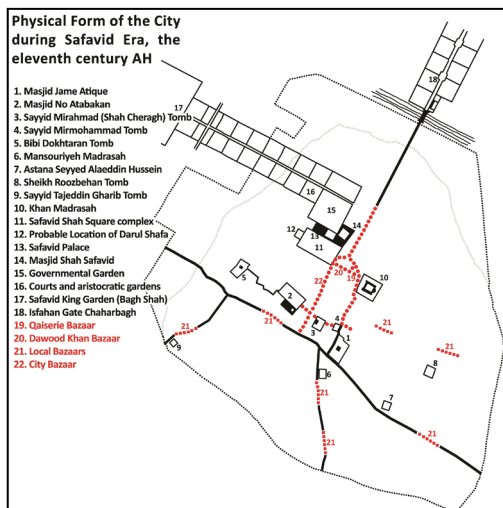 Physical Form of the City
during Safavid Era, the
eleventh century AH
1. Masjid Jame Atique
2. Masjid No Atabakan
3. Sayyid Mirahmad (Shah Cheragh) Tomb
4. Sayyid Mirmohammad Tomb
5. Bibi Dokhtaran Tomb
6. Mansouriyeh Madrasah
7. Astana Seyyed Alaeddin Hussein
8. Sheikh Roozbehan Tomb
9. Sayyid Tajeddin Gharib Tomb
10. Khan Madrasah
11. Safavid Shah Square complex
12. Probable Location of Darul Shafa
13. Safavid Palace
14. Masjid Shah Safavid
15. Governmental Garden
16. Courts and aristocratic gardens
17. Safavid King Garden (Bagh Shah)
18. Isfahan Gate Chaharbagh
19. Qaiserie Bazaar
20. Dawood Khan Bazaar
21. Local Bazaars
22. City Bazaar
18
17
16
15
14
12
13
11
20
19
5
22
10
2
21
21
21
3
4
1
21
9
6
8
7
21
21